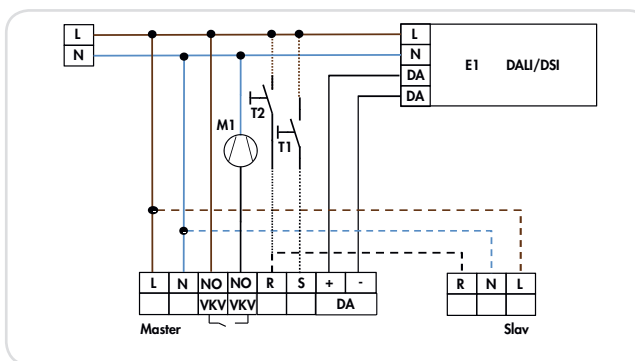 L
N
L
N
DA
DA
E1 DALI/DSI
T2
M1
T1
L N NO NO R S + -
VKV VKV DA
R N L
Master
Slav